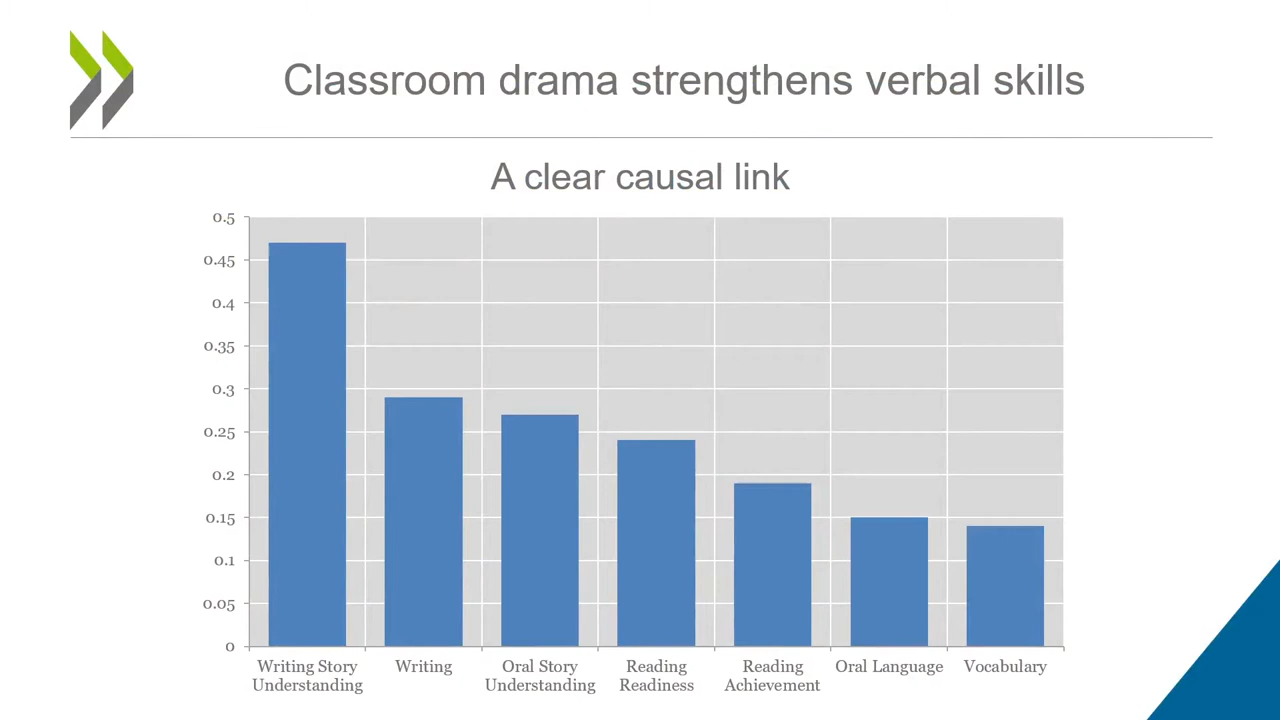 Classroom drama strengthens verbal skills
A clear causal link
0.5
0.45
0.4
0.35
0.3
0.25
0.2
0.15
0.1
0.05
0
Writing Story
Understanding
Writing
Oral Story
Understanding
Reading
Readiness
Reading
Achievement
Oral Language
Vocabulary